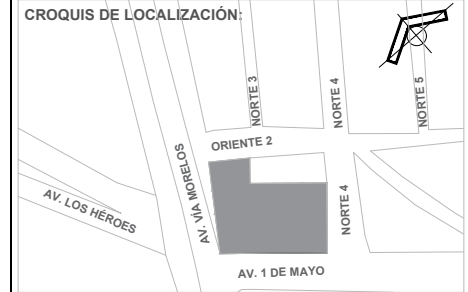 CROQUIS DE LOCALIZACIÓN:
NORTE 3
NORTE 4
NORTE 5
ORIENTE 2
AV. VÍA MORELOS
AV. LOS HÉROES
NORTE 4
AV. 1 DE MAYO